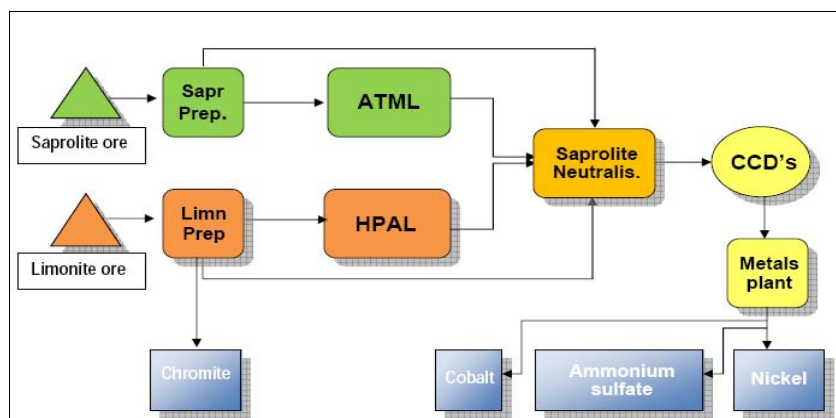 Sapr
Prep.
ATML
Saprolite ore
Saprolite
Neutralis.
CCD's
Limn
Prep
HPAL
Limonite ore
Metals
plant
Chromite
Cobalt
Ammonium
sulfate
Nickel